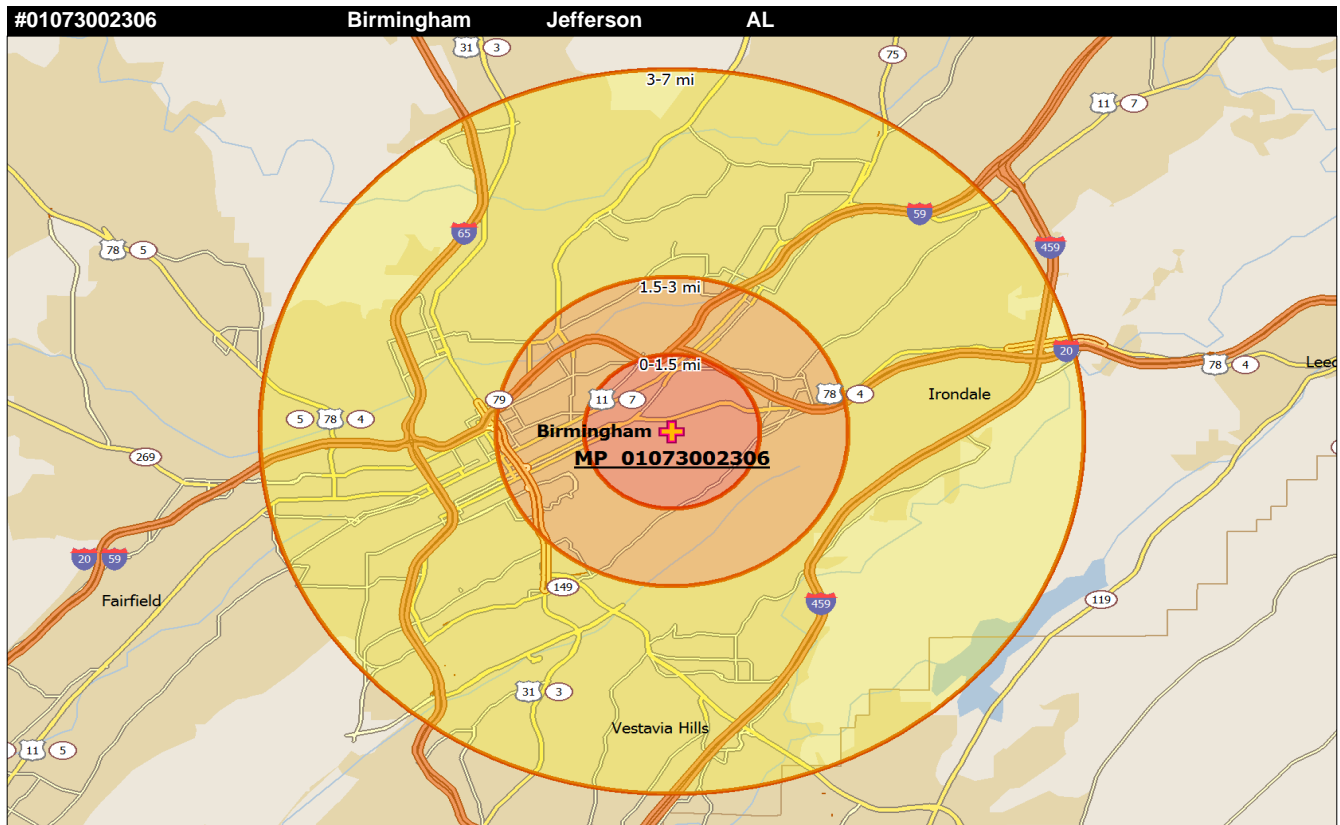 #01073002306 Birmingham Jefferson AL
31 3
75
3-7 mi
11 7
59
65
459
78 5
1.5-3 mi
20
0-1.5 mi
78 4
Leec
78 4
Irondale
79
11 7
5 78 4
Birmingham
269
MP 01073002306
20 59
149
Fairfield
459
119
31 3
Vestavia Hills
11 5